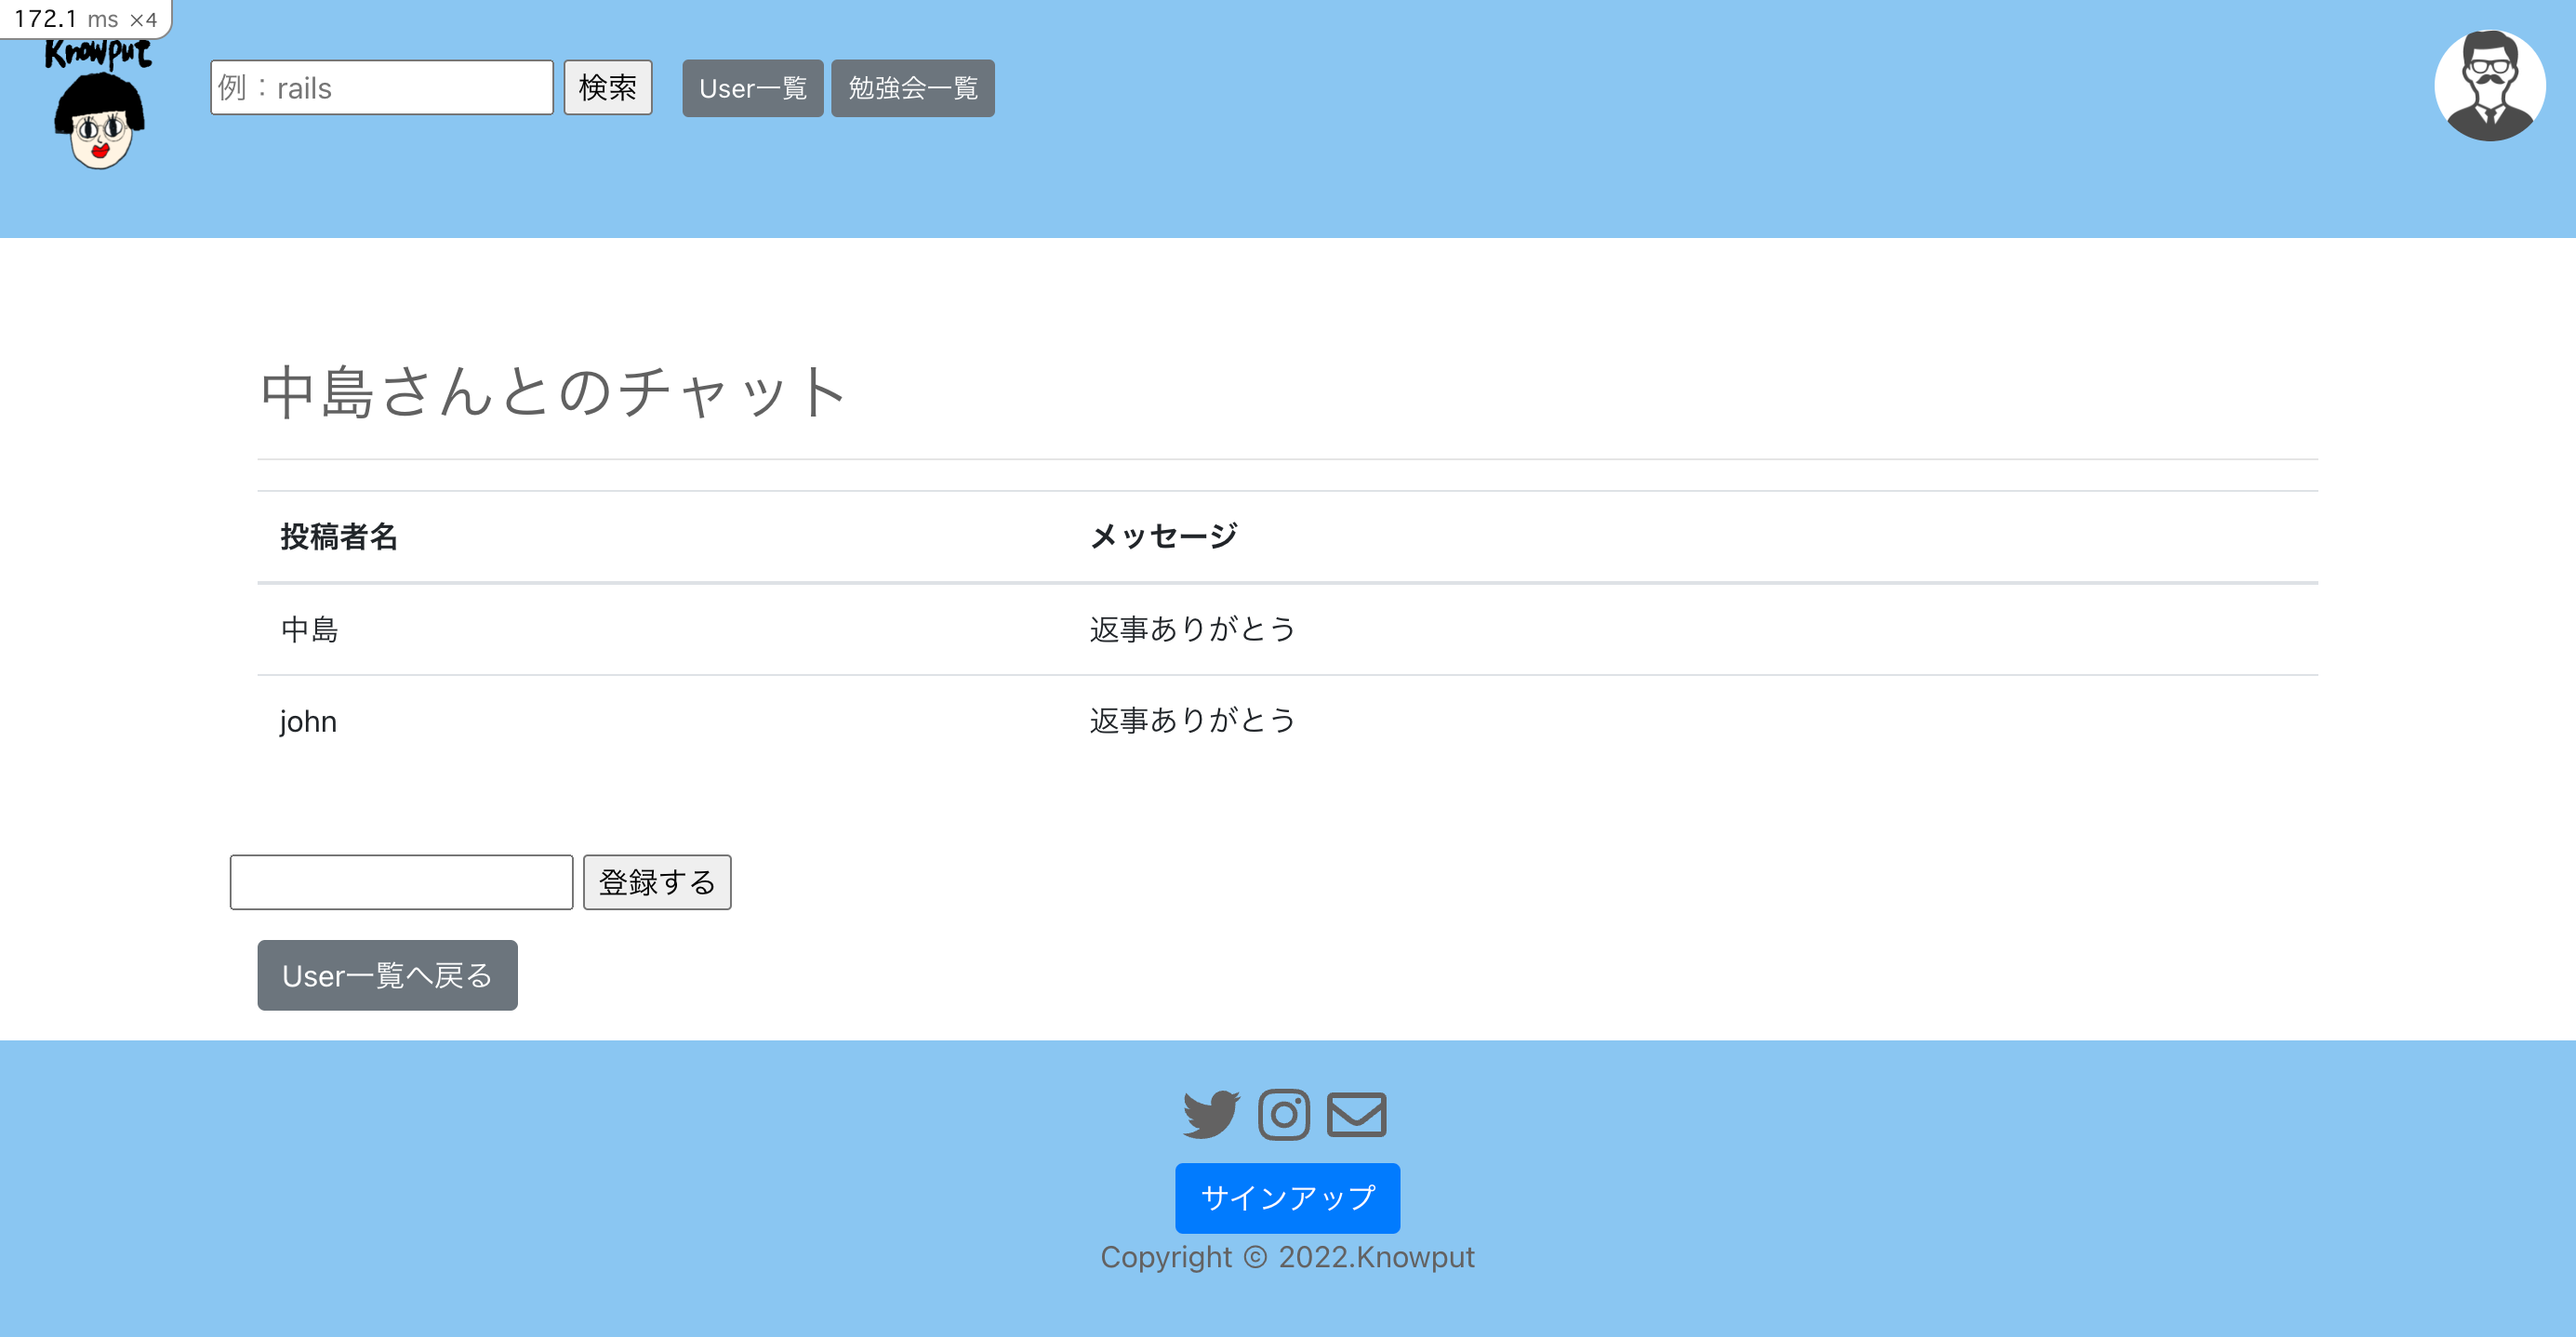 172.1 ms ×4
Knowput
例：rails 検索 User一覧 勉強会一覧
中島さんとのチャット
投稿者名 メッセージ
中島 返事ありがとう
john 返事ありがとう
登録する
User一覧へ戻る
サインアップ
Copyright © 2022.Knowput